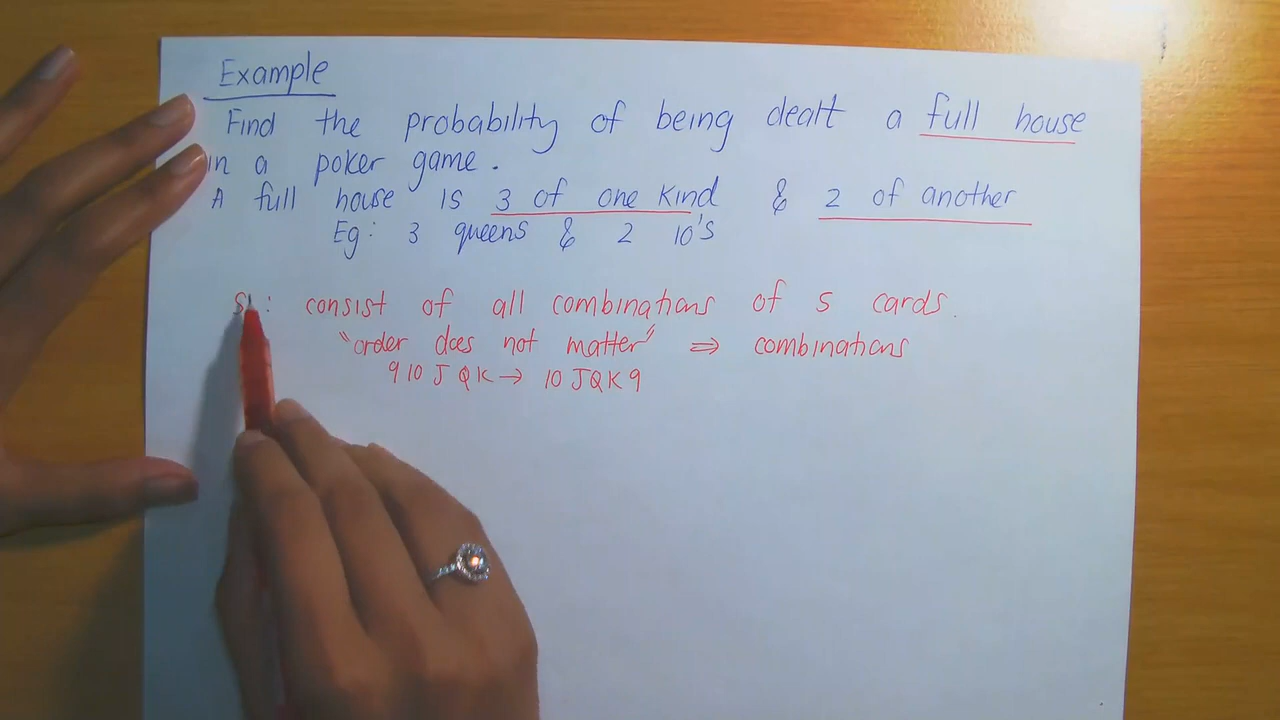 Example
Find the probability of being dealt a full house
in a poker game.
A full house is 3 of one kind & 2 of another
Eg: 3 queens & 2 10's
S: consist of all combinations of 5 cards.
"order does not matter" ⇒ combinations
9 10 J Q K → 10 J Q K 9